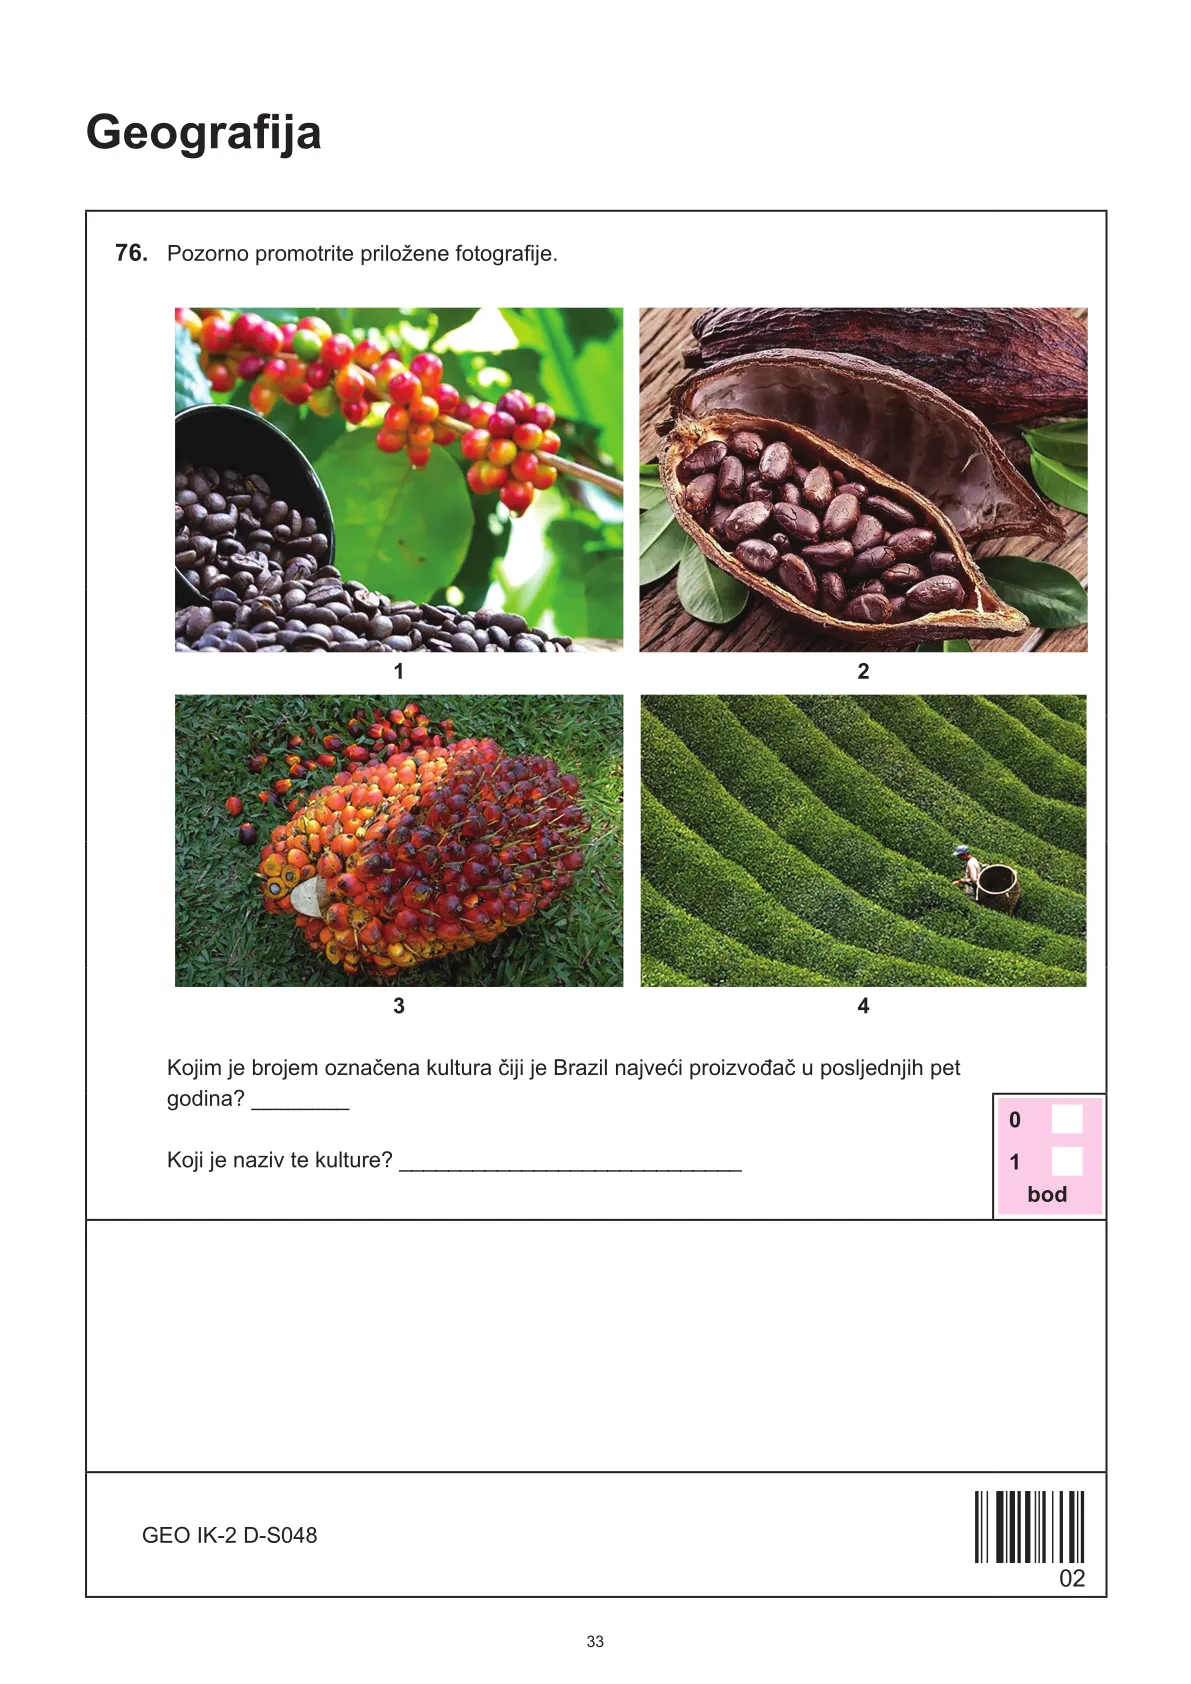 Geografija
76. Pozorno promotrite priložene fotografije.
1
2
3
4
Kojim je brojem označena kultura čiji je Brazil najveći proizvođač u posljednjih pet
godina? ________
Koji je naziv te kulture? ____________________________
0
1
bod
GEO IK-2 D-S048
02
33